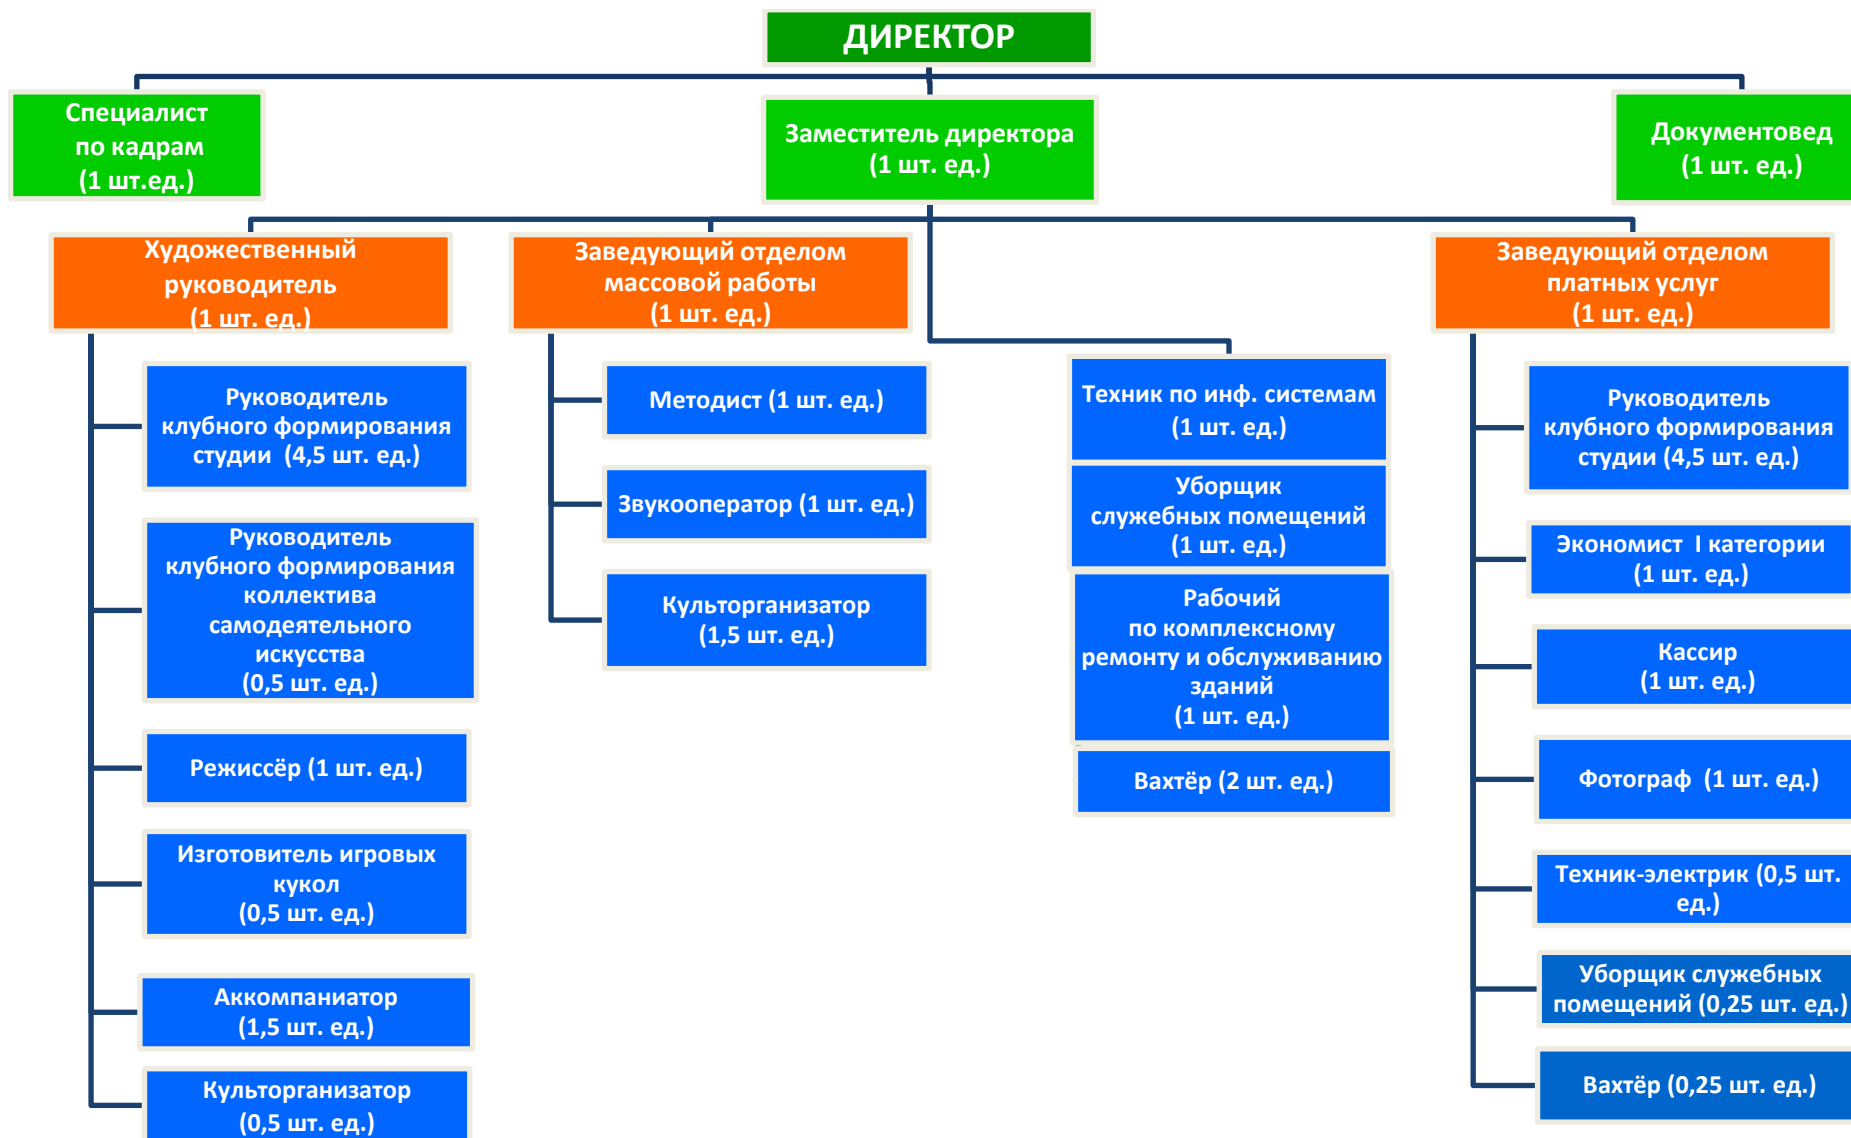 ДИРЕКТОР
Специалист
по кадрам
(1 шт.ед.)
Заместитель директора
(1 шт. ед.)
Документовед
(1 шт. ед.)
Художественный
руководитель
(1 шт. ед.)
Заведующий отделом
массовой работы
(1 шт. ед.)
Заведующий отделом
платных услуг
(1 шт. ед.)
Руководитель
клубного формирования
студии (4,5 шт. ед.)
Руководитель
клубного формирования
коллектива
самодеятельного
искусства
(0,5 шт. ед.)
Режиссёр (1 шт. ед.)
Изготовитель игровых
кукол
(0,5 шт. ед.)
Аккомпаниатор
(1,5 шт. ед.)
Культорганизатор
(0,5 шт. ед.)
Методист (1 шт. ед.)
Звукооператор (1 шт. ед.)
Культорганизатор
(1,5 шт. ед.)
Техник по инф. системам
(1 шт. ед.)
Уборщик
служебных помещений
(1 шт. ед.)
Рабочий
по комплексному
ремонту и обслуживанию
зданий
(1 шт. ед.)
Вахтёр (2 шт. ед.)
Руководитель
клубного формирования
студии (4,5 шт. ед.)
Экономист I категории
(1 шт. ед.)
Кассир
(1 шт. ед.)
Фотограф (1 шт. ед.)
Техник-электрик (0,5 шт.
ед.)
Уборщик служебных
помещений (0,25 шт. ед.)
Вахтёр (0,25 шт. ед.)